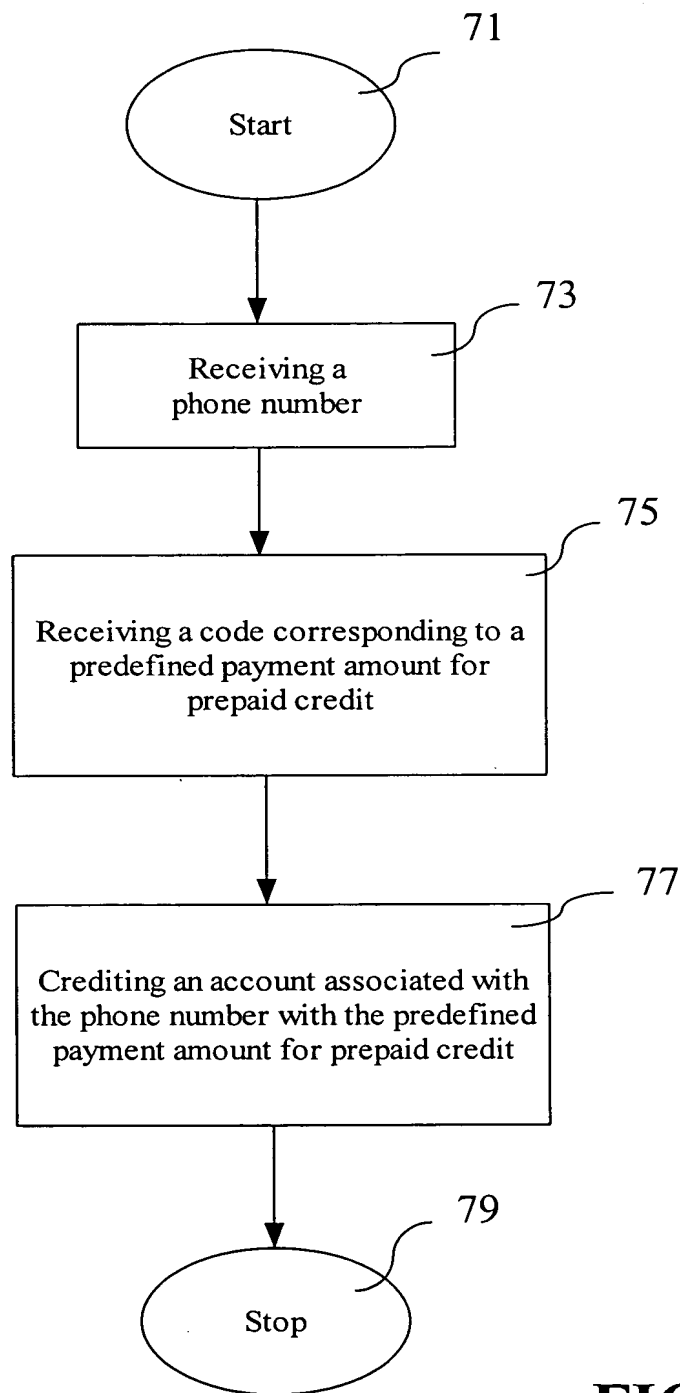 71
Start
73
Receiving a
phone number
75
Receiving a code corresponding to a
predefined payment amount for
prepaid credit
77
Crediting an account associated with
the phone number with the predefined
payment amount for prepaid credit
79
Stop